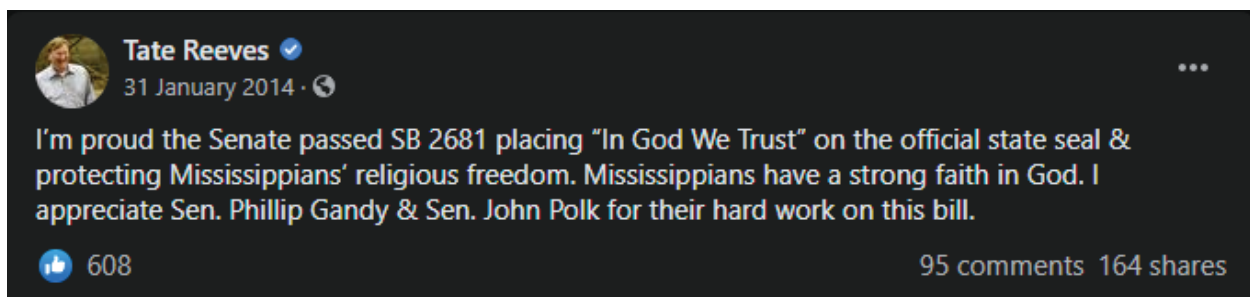 Tate Reeves
31 January 2014 ·
I’m proud the Senate passed SB 2681 placing “In God We Trust” on the official state seal &
protecting Mississippians’ religious freedom. Mississippians have a strong faith in God. I
appreciate Sen. Phillip Gandy & Sen. John Polk for their hard work on this bill.
608 95 comments 164 shares